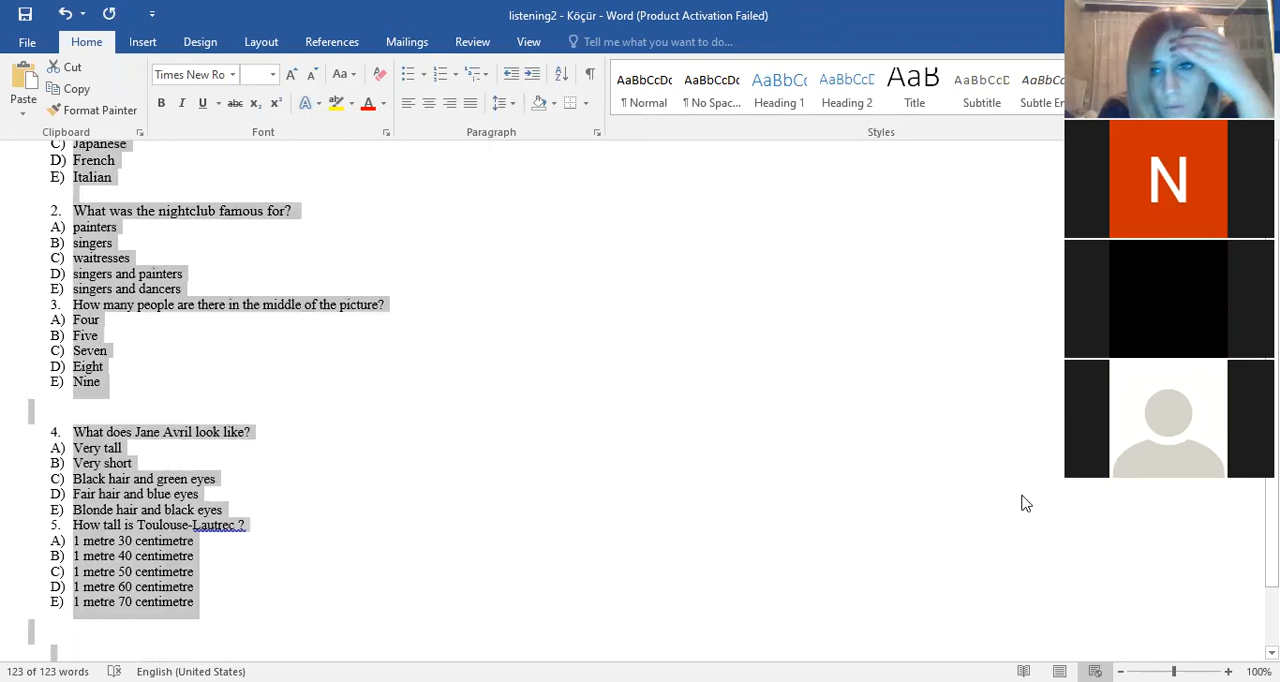 listening2 - Köçür - Word (Product Activation Failed)
File Home Insert Design Layout References Mailings Review View Tell me what you want to do...
Paste
Cut
Copy
Format Painter
Times New Ro
Aa
AaBbCcDc AaBbCcDc AaBbCc AaBbCcD AaB AaBbCcD AaBbCcD
¶ Normal ¶ No Spac... Heading 1 Heading 2 Title Subtitle Subtle Em
Clipboard Font Paragraph Styles
C) Japanese
D) French
E) Italian
2. What was the nightclub famous for?
A) painters
B) singers
C) waitresses
D) singers and painters
E) singers and dancers
3. How many people are there in the middle of the picture?
A) Four
B) Five
C) Seven
D) Eight
E) Nine
4. What does Jane Avril look like?
A) Very tall
B) Very short
C) Black hair and green eyes
D) Fair hair and blue eyes
E) Blonde hair and black eyes
5. How tall is Toulouse-Lautrec ?
A) 1 metre 30 centimetre
B) 1 metre 40 centimetre
C) 1 metre 50 centimetre
D) 1 metre 60 centimetre
E) 1 metre 70 centimetre
N
123 of 123 words English (United States) 100%